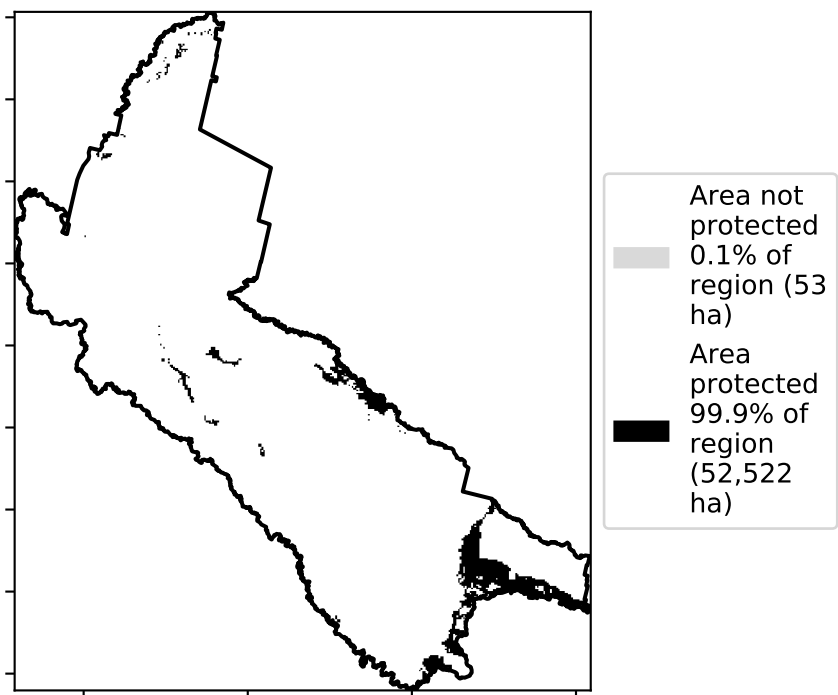 Area not
protected
0.1% of
region (53
ha)
Area
protected
99.9% of
region
(52,522
ha)